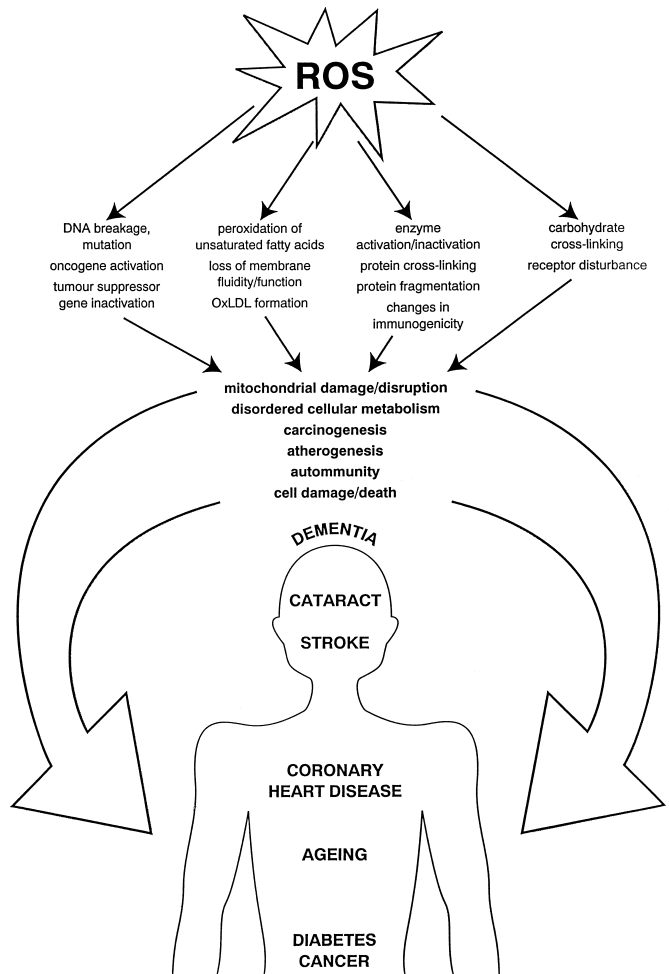 ROS
DNA breakage,
mutation
oncogene activation
tumour suppressor
gene inactivation
peroxidation of
unsaturated fatty acids
loss of membrane
fluidity/function
OxLDL formation
enzyme
activation/inactivation
protein cross-linking
protein fragmentation
changes in
immunogenicity
carbohydrate
cross-linking
receptor disturbance
mitochondrial damage/disruption
disordered cellular metabolism
carcinogenesis
atherogenesis
autommunity
cell damage/death
DEMENTIA
CATARACT
STROKE
CORONARY
HEART DISEASE
AGEING
DIABETES
CANCER